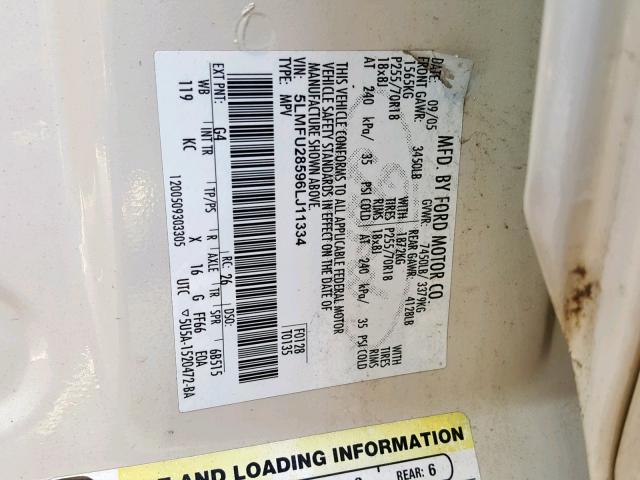 MFD. BY FORD MOTOR CO
DATE: 09/05 GVWR: 7450LB/ 3379KG
FRONT GAWR: 3450LB REAR GAWR: 4128LB
1565KG 1872KG
P255/70R18 TIRES P255/70R18 TIRES WITH
18x8J RIMS 18x8J RIMS
AT 240 kPa/ 35 PSI COLD AT 240 kPa/ 35 PSI COLD
THIS VEHICLE CONFORMS TO ALL APPLICABLE FEDERAL MOTOR
VEHICLE SAFETY STANDARDS IN EFFECT ON THE DATE OF
MANUFACTURE SHOWN ABOVE.
VIN: 5LMFU28596LJ11334 F0128
TYPE: MPV F0135
EXT PNT: G4 RC: 26 DSO:
WB INT TR TP/PS R AXLE TR SPR 6B515
119 KC X 16 G FF66 EDA
1200509303305 UTC ▽5U5A-1520472-BA
AND LOADING INFORMATION
REAR: 6